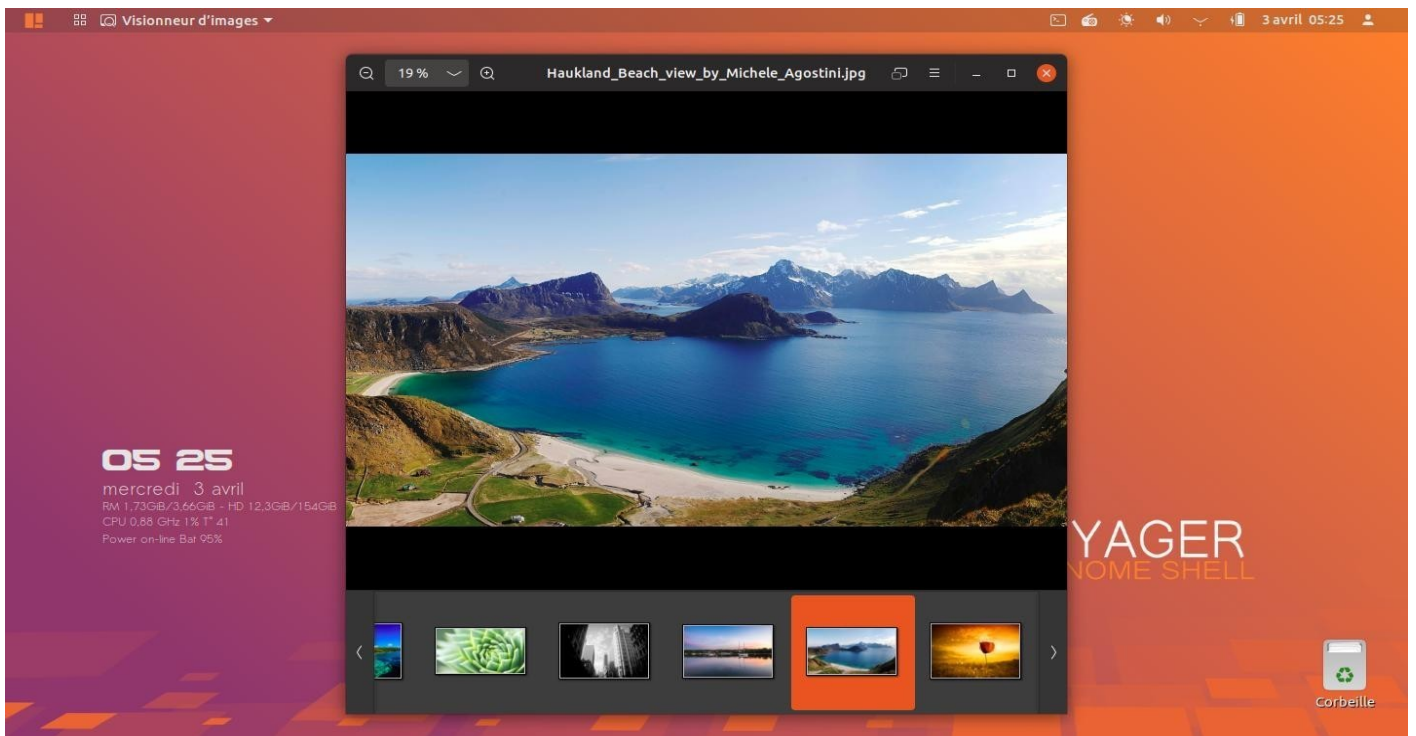 Visionneur d'images
3 avril 05:25
19 %
Haukland_Beach_view_by_Michele_Agostini.jpg
05 25
mercredi 3 avril
RM 1,73GiB/3,66GiB - HD 12,3GiB/154GiB
CPU 0,88 GHz 1% T° 41
Power on-line Bat 95%
YAGER
NOME SHELL
Corbeille